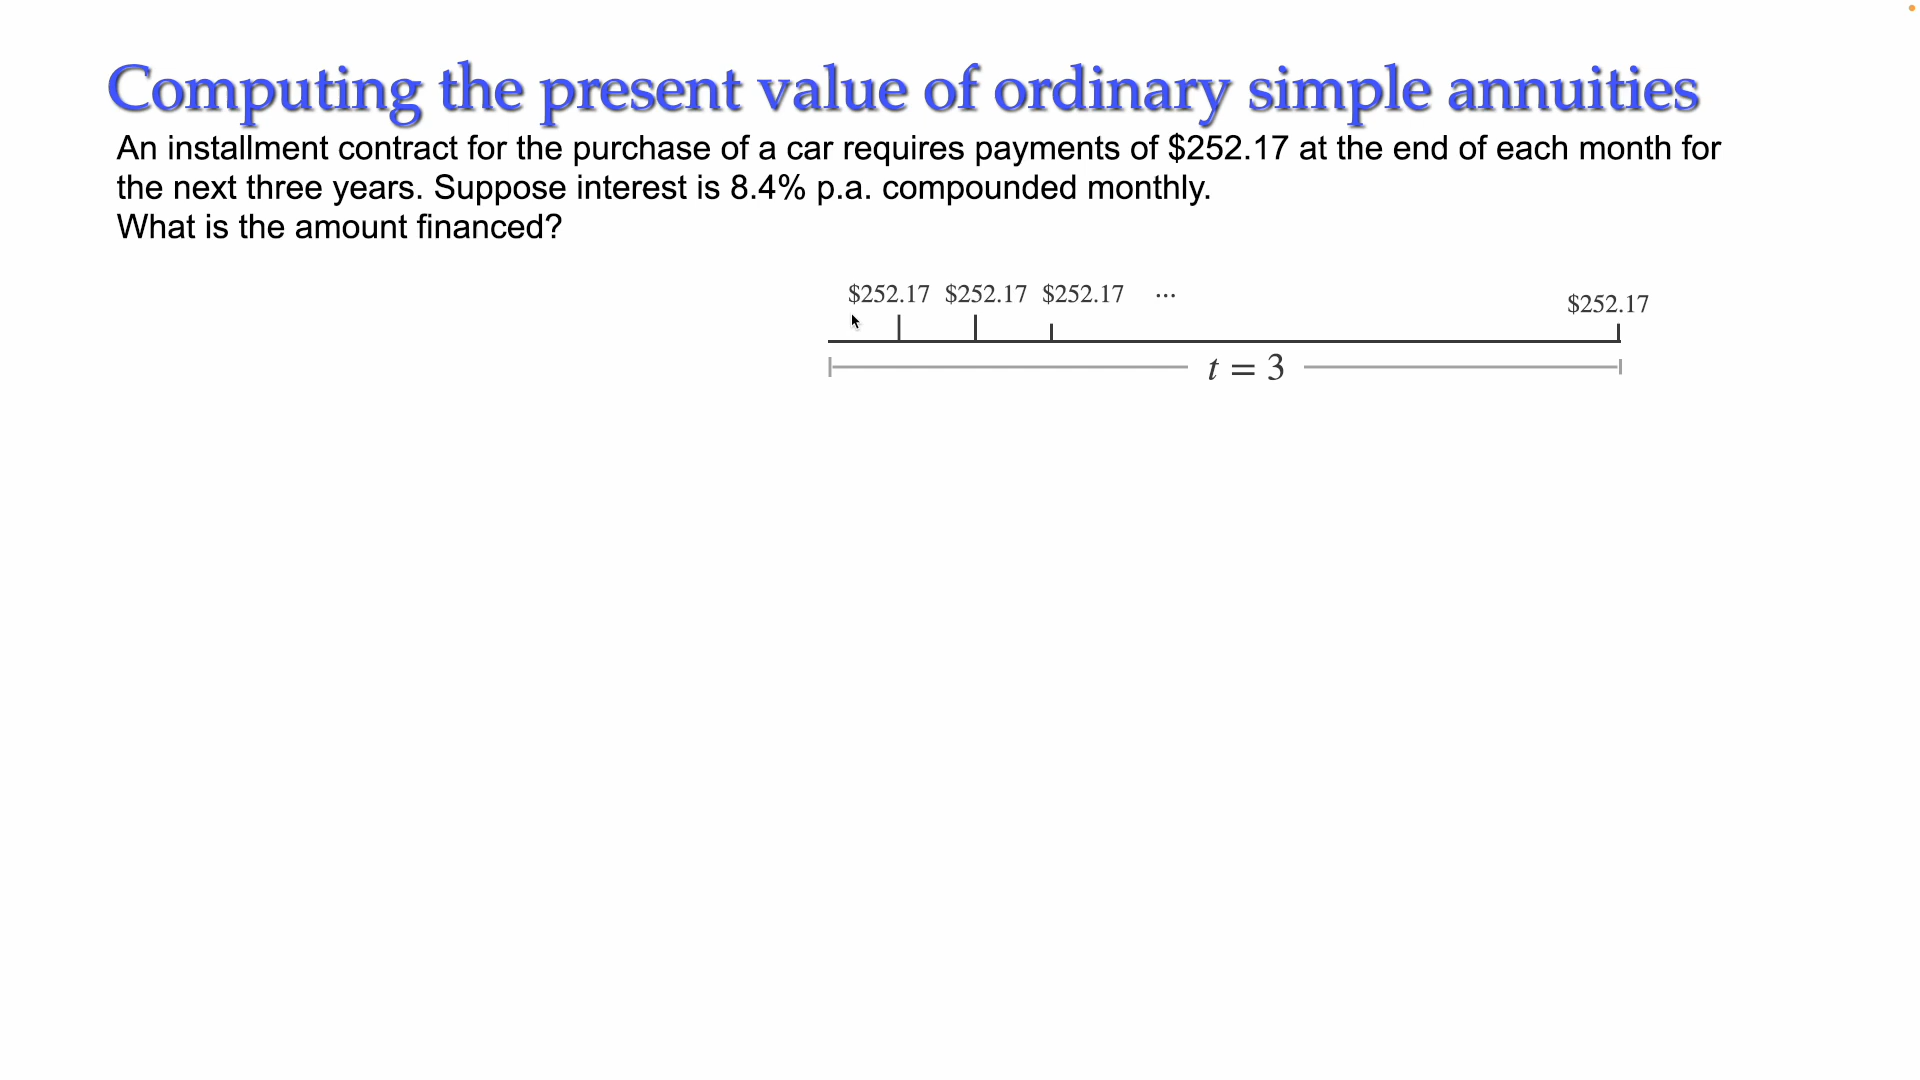 Computing the present value of ordinary simple annuities
An installment contract for the purchase of a car requires payments of $252.17 at the end of each month for
the next three years. Suppose interest is 8.4% p.a. compounded monthly.
What is the amount financed?
$252.17 $252.17 $252.17 ... $252.17
t = 3